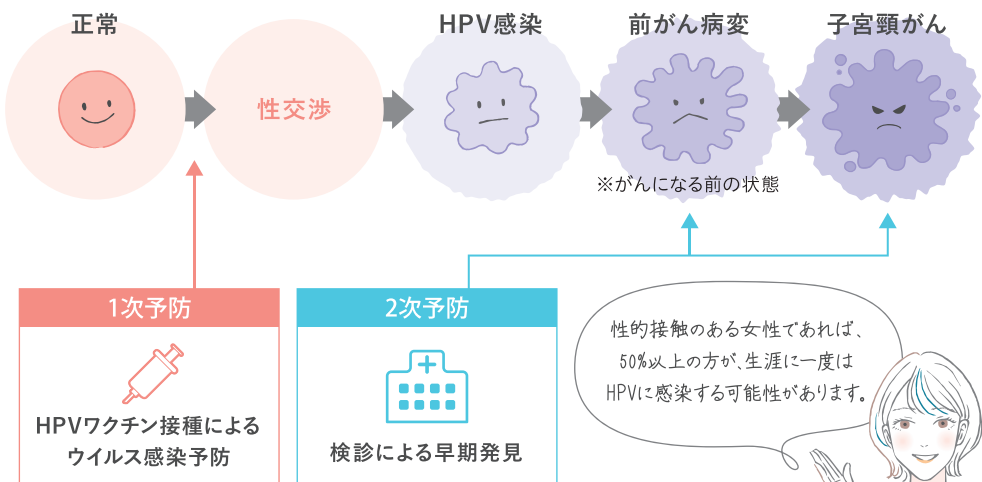 正常
性交渉
HPV感染
前がん病変
※がんになる前の状態
子宮頸がん
1次予防
HPVワクチン接種による
ウイルス感染予防
2次予防
検診による早期発見
性的接触のある女性であれば、
50%以上の方が、生涯に一度は
HPVに感染する可能性があります。